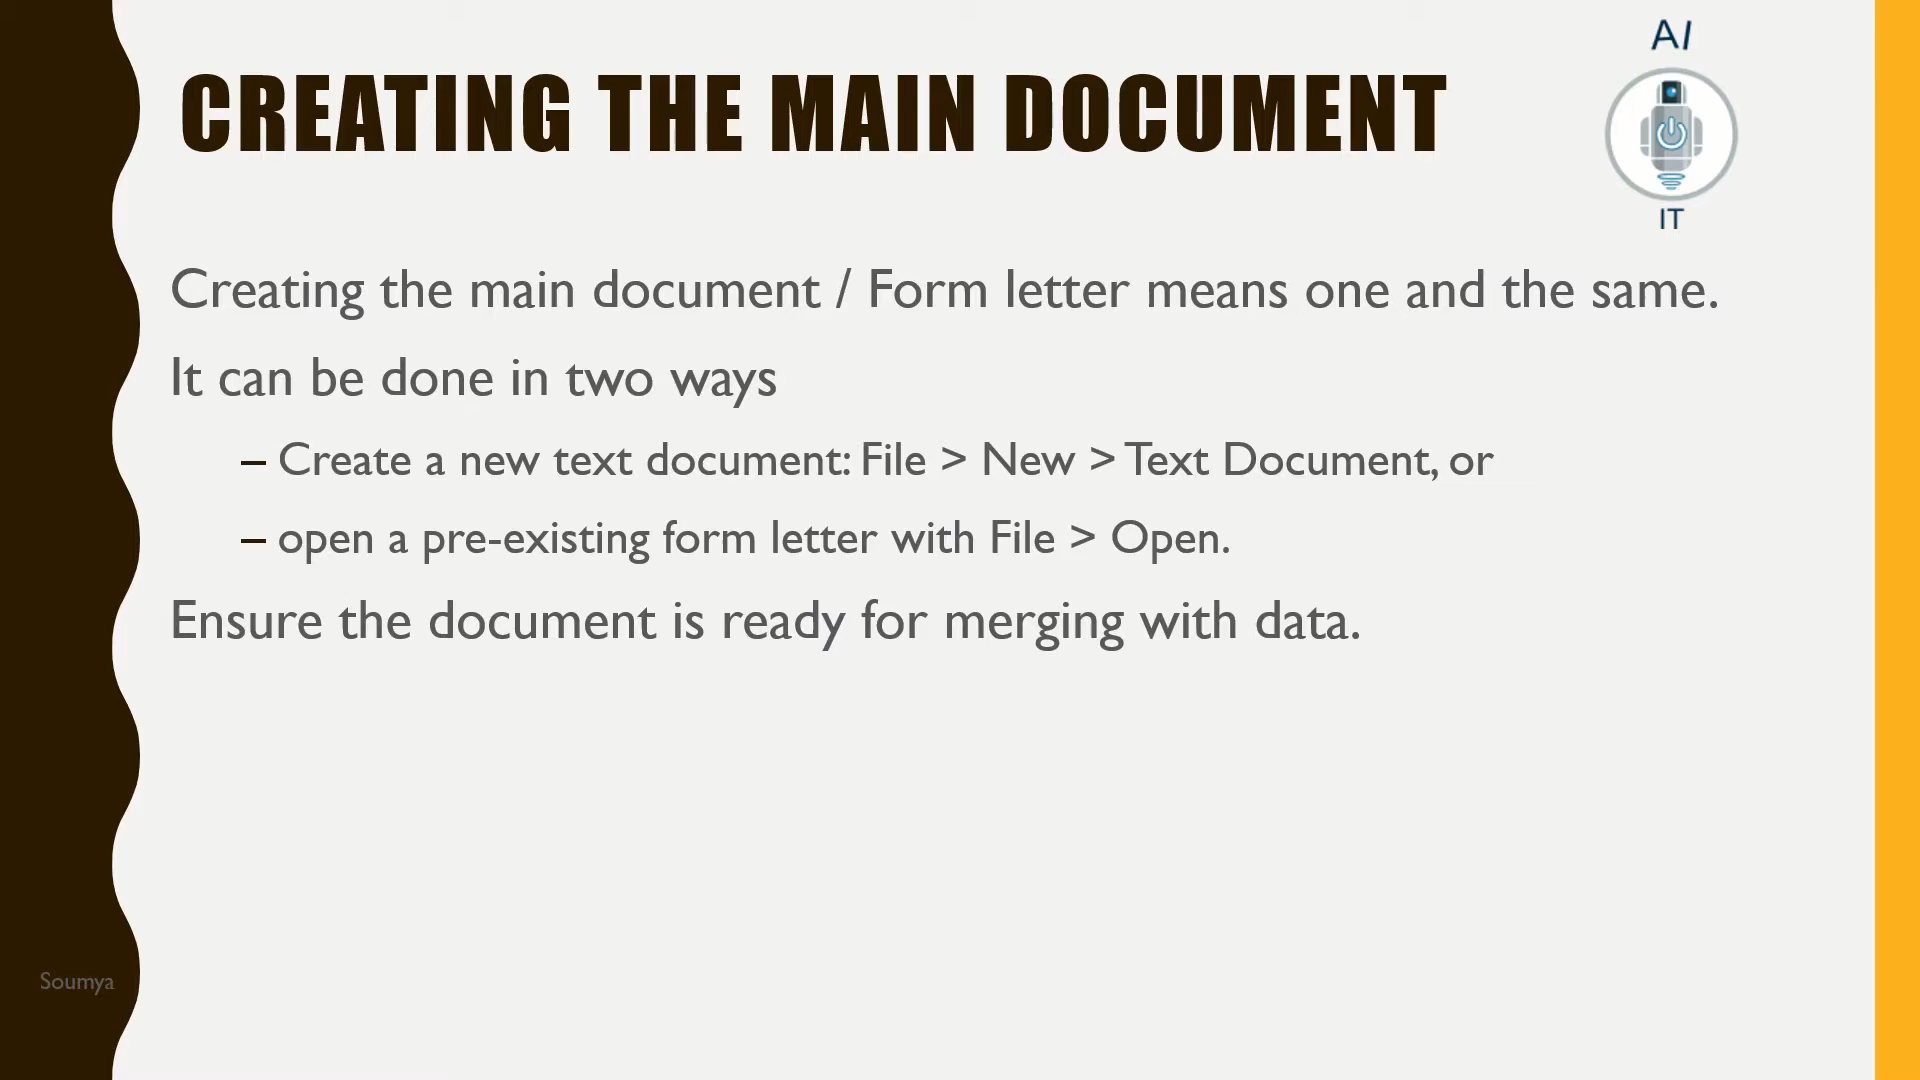 AI
CREATING THE MAIN DOCUMENT
IT
Creating the main document / Form letter means one and the same.
It can be done in two ways
– Create a new text document: File > New > Text Document, or
– open a pre-existing form letter with File > Open.
Ensure the document is ready for merging with data.
Soumya